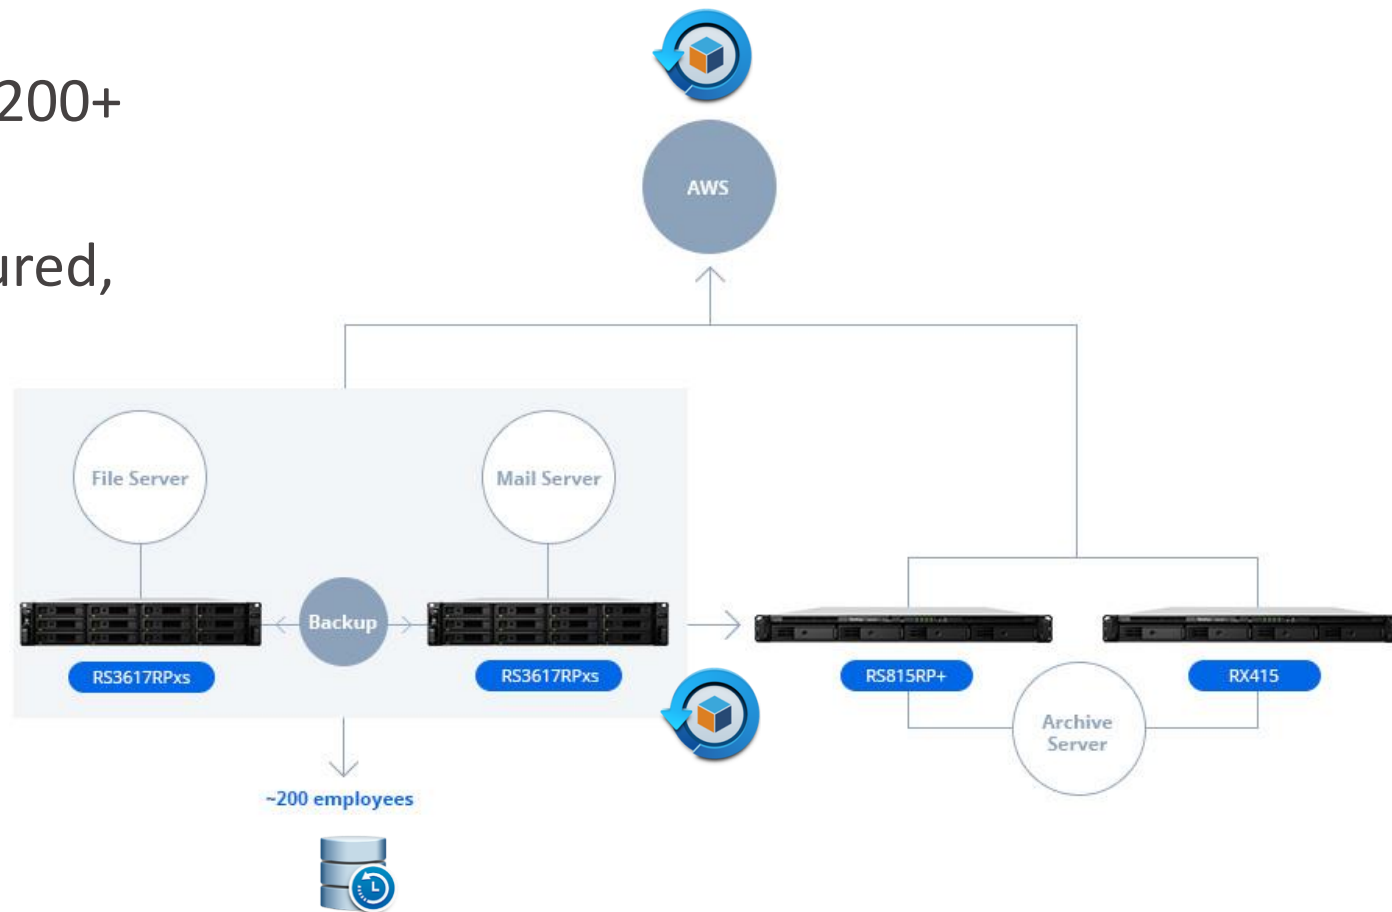 200+
ured,
AWS
File Server
Mail Server
Backup
RS3617RPxs
RS3617RPxs
RS815RP+
RX415
Archive
Server
~200 employees